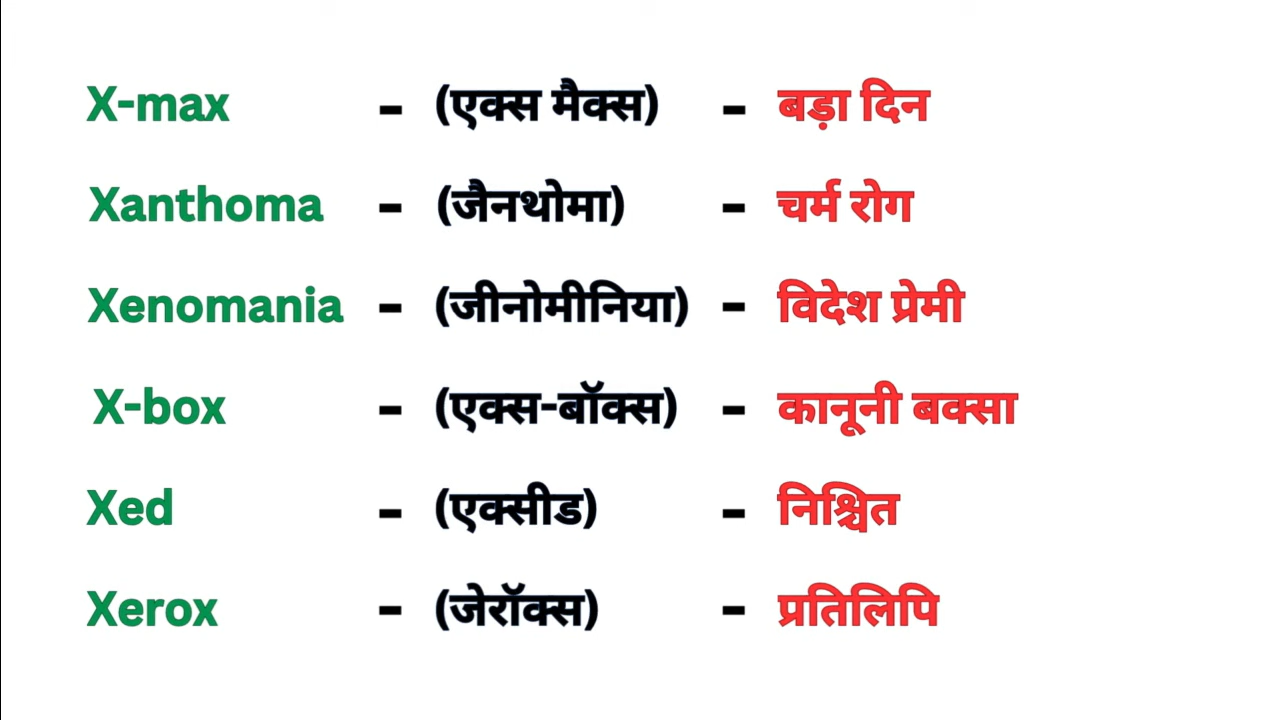 X-max - (एक्स मैक्स) - बड़ा दिन
Xanthoma - (जैनथोमा) - चर्म रोग
Xenomania - (जीनोमीनिया) - विदेश प्रेमी
X-box - (एक्स-बॉक्स) - कानूनी बक्सा
Xed - (एक्सीड) - निश्चित
Xerox - (जेरॉक्स) - प्रतिलिपि